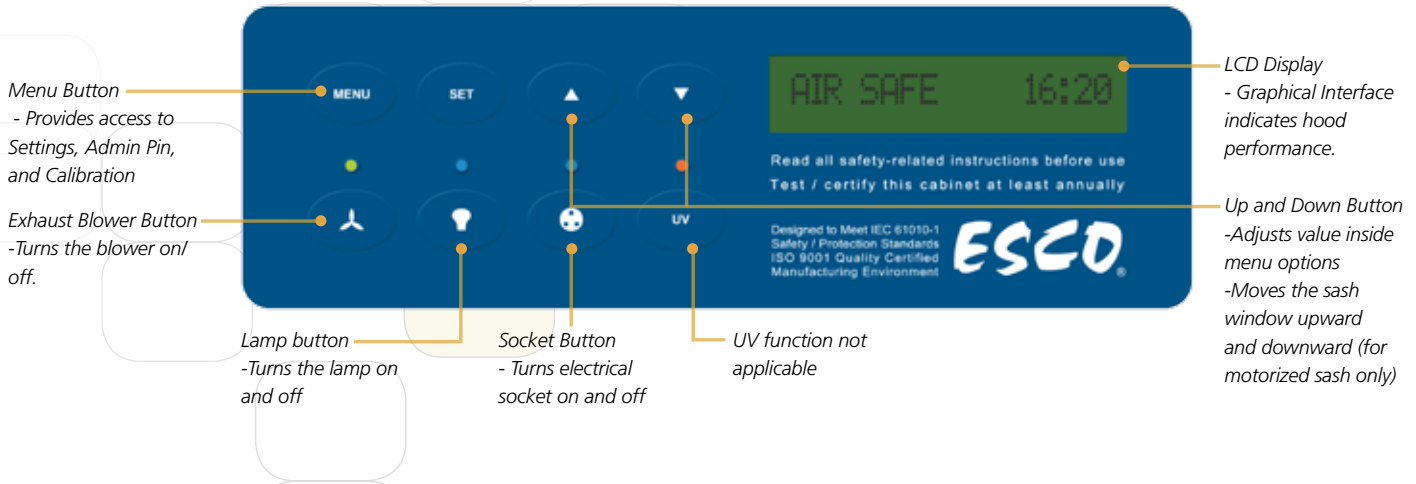 Menu Button
- Provides access to
Settings, Admin Pin,
and Calibration
Exhaust Blower Button
-Turns the blower on/
off.
MENU
SET
UV
AIR SAFE 16:20
Read all safety-related instructions before use
Test / certify this cabinet at least annually
Designed to Meet IEC 61010-1
Safety / Protection Standards
ISO 9001 Quality Certified
Manufacturing Environment
ESCO®
LCD Display
- Graphical Interface
indicates hood
performance.
Up and Down Button
-Adjusts value inside
menu options
-Moves the sash
window upward
and downward (for
motorized sash only)
Lamp button
-Turns the lamp on
and off
Socket Button
- Turns electrical
socket on and off
UV function not
applicable